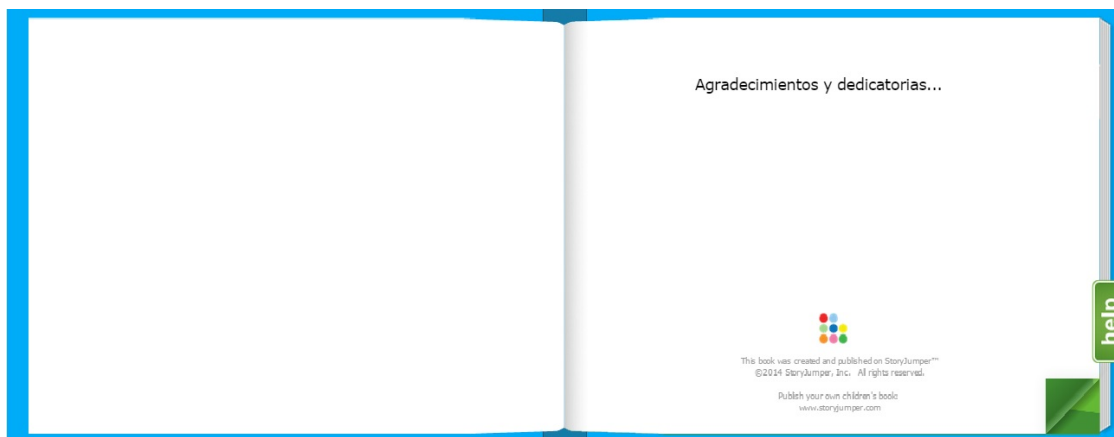 Agradecimientos y dedicatorias...
This book was created and published on StoryJumper™
©2014 StoryJumper, Inc. All rights reserved.
Publish your own children's book:
www.storyjumper.com
help